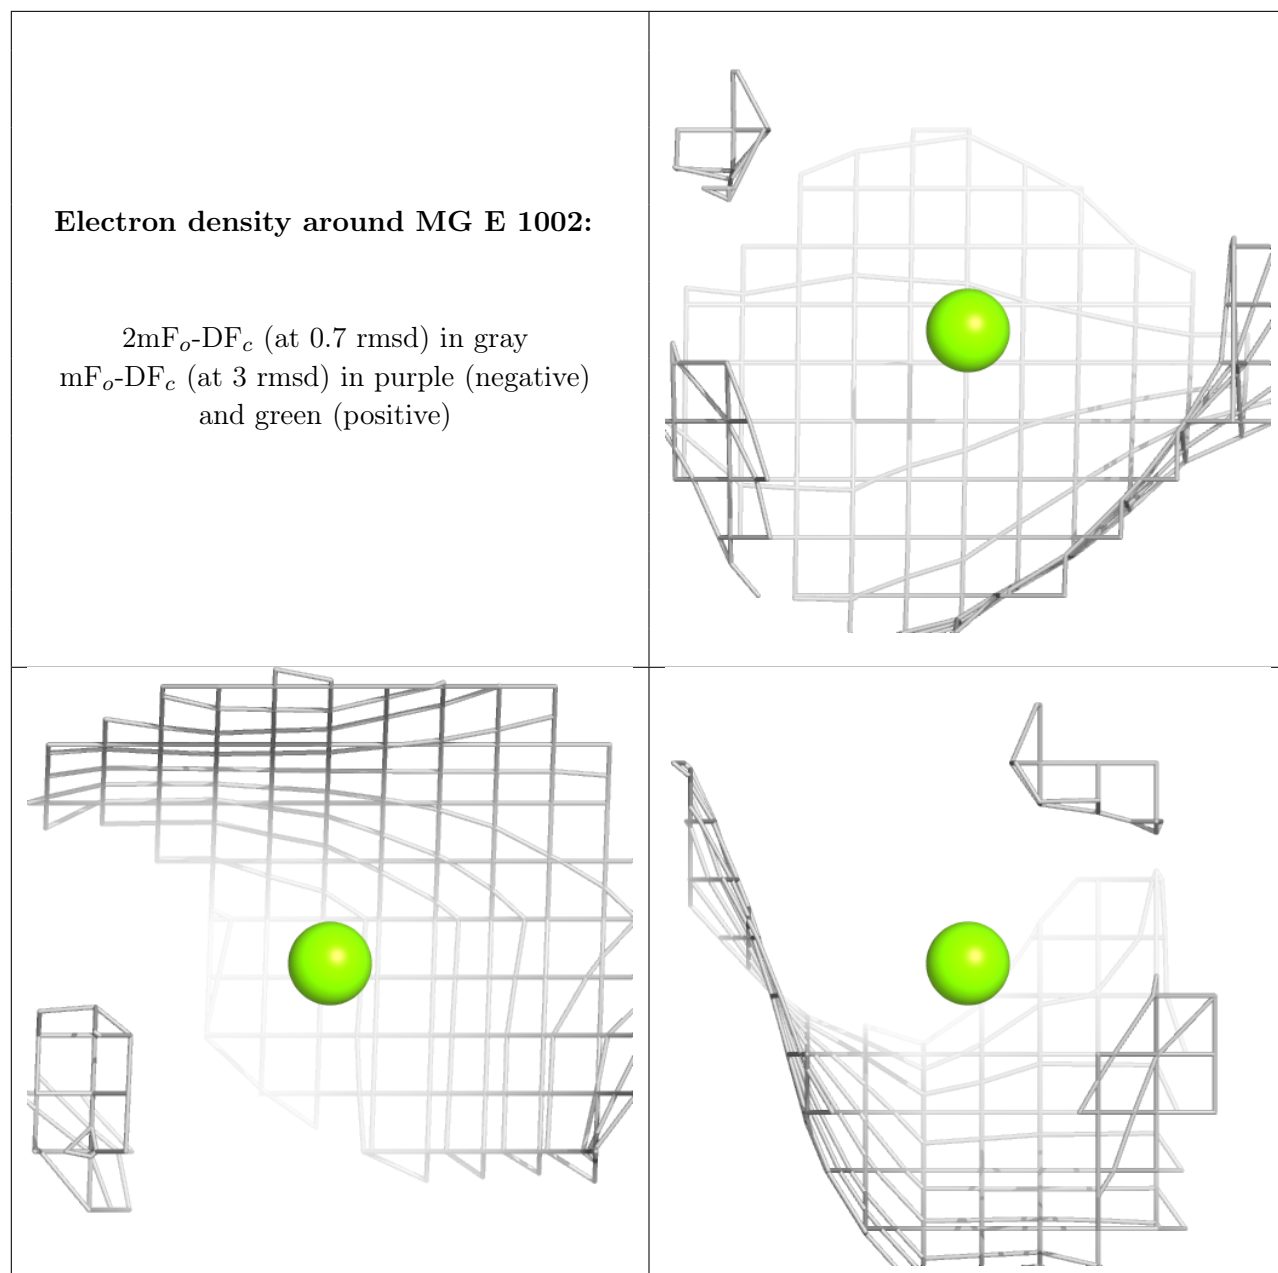 Electron density around MG E 1002:
2mFo-DFc (at 0.7 rmsd) in gray
mFo-DFc (at 3 rmsd) in purple (negative)
and green (positive)